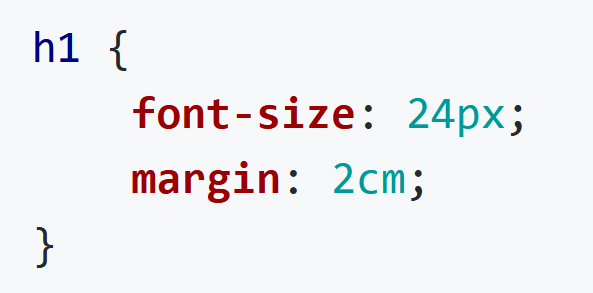 h1 {
    font-size: 24px;
    margin: 2cm;
}